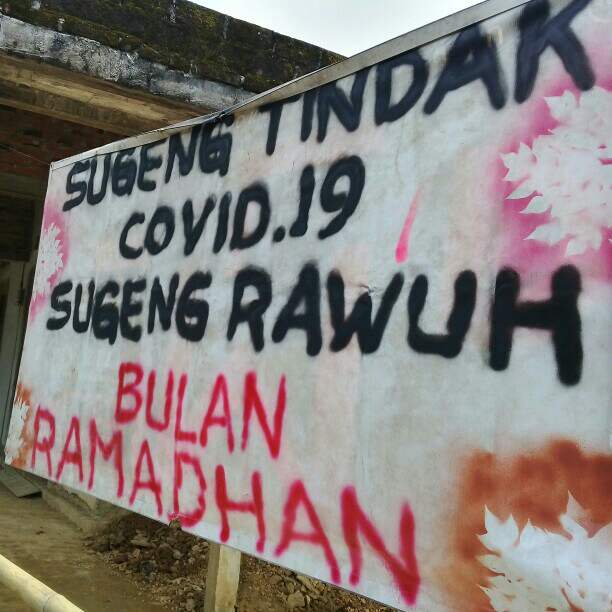 SUGENG TINDAK
COVID.19
SUGENG RAWUH
BULAN
RAMADHAN